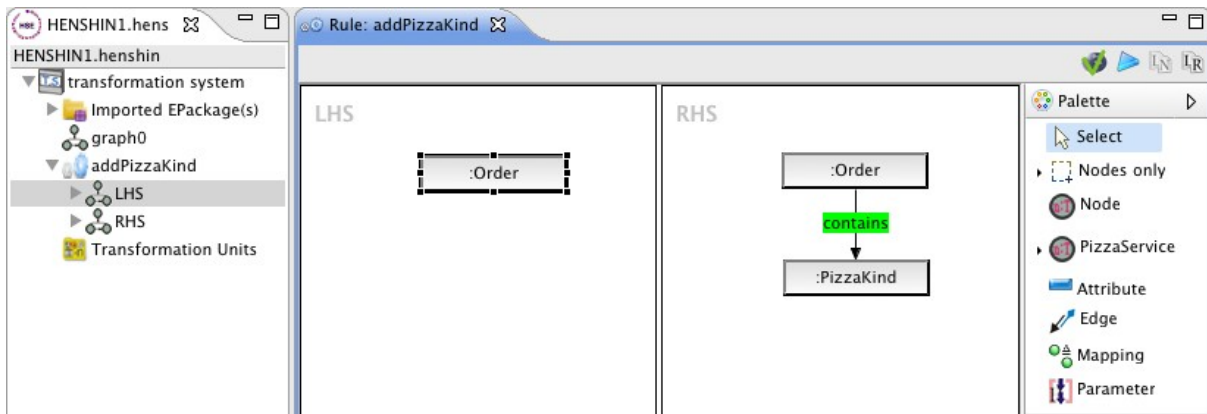 HENSHIN1.hens
HENSHIN1.henshin
transformation system
Imported EPackage(s)
graph0
addPizzaKind
LHS
RHS
Transformation Units
Rule: addPizzaKind
LHS
:Order
RHS
:Order
contains
:PizzaKind
Palette
Select
Nodes only
Node
PizzaService
Attribute
Edge
Mapping
Parameter